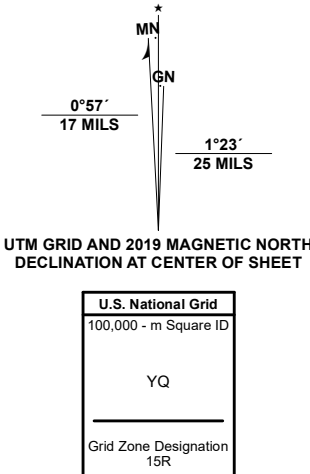 ★
MN
GN
0°57´
17 MILS
1°23´
25 MILS
UTM GRID AND 2019 MAGNETIC NORTH
DECLINATION AT CENTER OF SHEET
U.S. National Grid
100,000 - m Square ID
YQ
Grid Zone Designation
15R